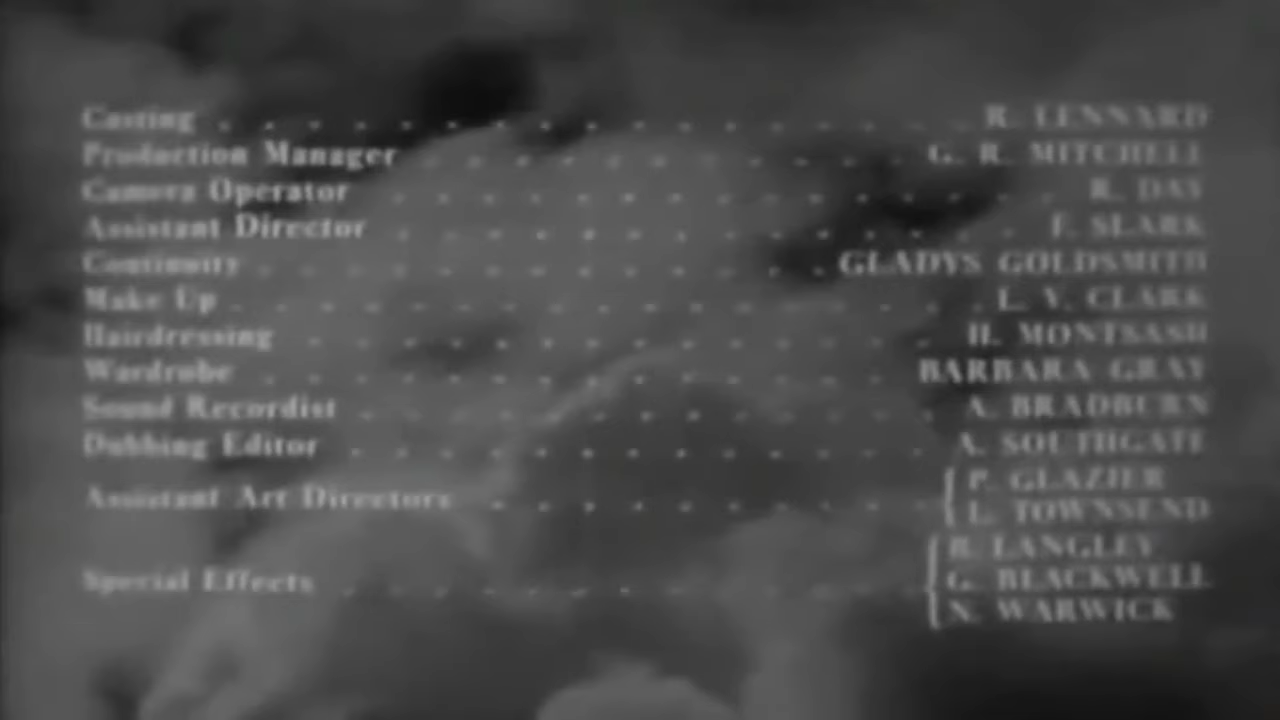 Casting . . . . . . . . . . . . . . . . . R. LENNARD
Production Manager . . . . . . . . . . . G. R. MITCHELL
Camera Operator . . . . . . . . . . . . . . . R. DAY
Assistant Director . . . . . . . . . . . . . . F. SLARK
Continuity . . . . . . . . . . . . . GLADYS GOLDSMITH
Make Up . . . . . . . . . . . . . . . . . L. V. CLARK
Hairdressing . . . . . . . . . . . . . . H. MONTSASH
Wardrobe . . . . . . . . . . . . . . BARBARA GRAY
Sound Recordist . . . . . . . . . . . . . A. BRADBURN
Dubbing Editor . . . . . . . . . . . . . A. SOUTHGATE
Assistant Art Directors . . . . . . . . . . P. GLAZIER
L. TOWNSEND
Special Effects . . . . . . . . . . . . . . B. LANGLEY
G. BLACKWELL
N. WARWICK